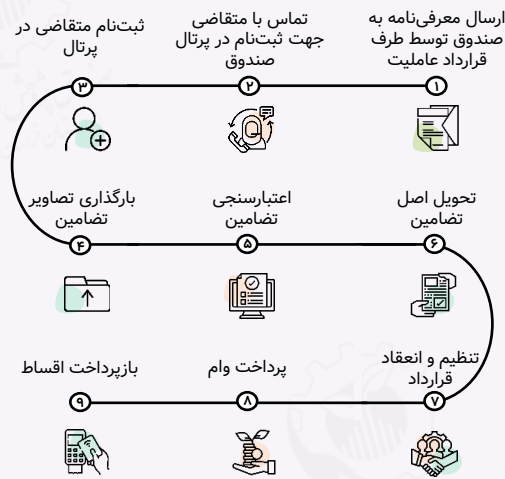 ارسال معرفی‌نامه به
صندوق توسط طرف
قرارداد عاملیت
۱
تماس با متقاضی
جهت ثبت‌نام در پرتال
صندوق
۲
ثبت‌نام متقاضی در
پرتال
۳
بارگذاری تصاویر
تضامین
۴
اعتبارسنجی
تضامین
۵
تحویل اصل
تضامین
۶
تنظیم و انعقاد
قرارداد
۷
پرداخت وام
۸
بازپرداخت اقساط
۹